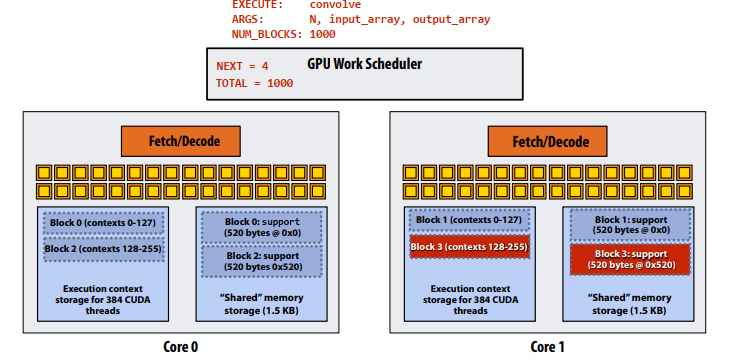 EXECUTE: convolve
ARGS: N, input_array, output_array
NUM_BLOCKS: 1000
NEXT = 4
GPU Work Scheduler
TOTAL = 1000
Fetch/Decode
Block 0 (contexts 0-127)
Block 2 (contexts 128-255)
Execution context
storage for 384 CUDA
threads
Block 0: support
(520 bytes @ 0x0)
Block 2: support
(520 bytes 0x520)
“Shared” memory
storage (1.5 KB)
Core 0
Fetch/Decode
Block 1 (contexts 0-127)
Block 3 (contexts 128-255)
Execution context
storage for 384 CUDA
threads
Block 1: support
(520 bytes @ 0x0)
Block 3: support
(520 bytes @ 0x520)
“Shared” memory
storage (1.5 KB)
Core 1